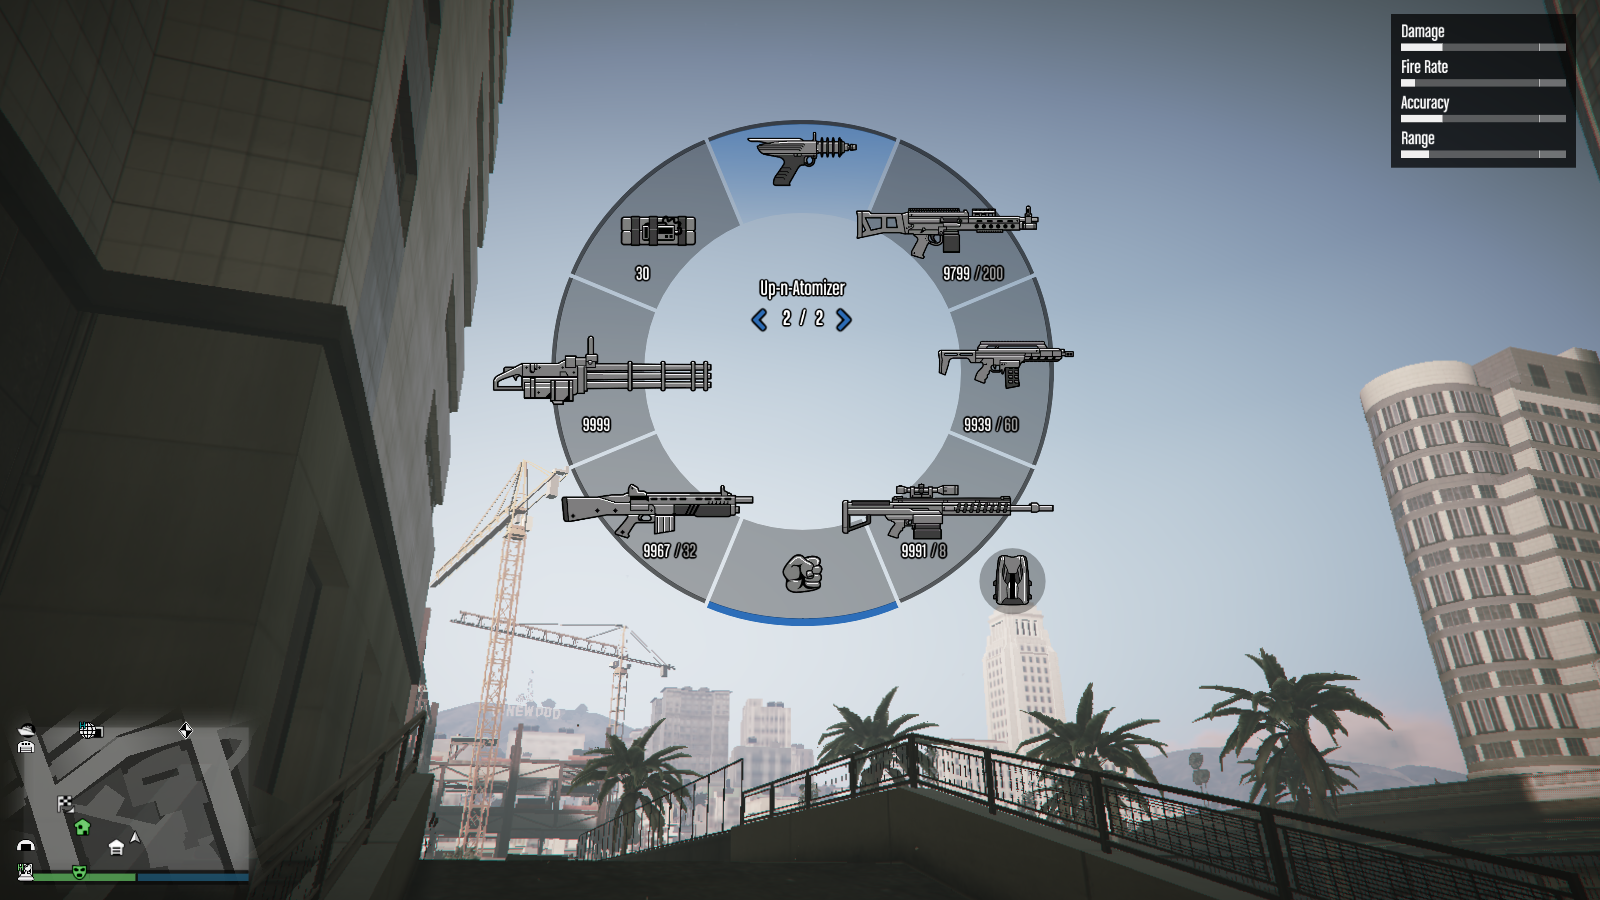 Damage
Fire Rate
Accuracy
Range
9799 / 200
30
Up-n-Atomizer
2 / 2
9999
9939 / 60
9967 / 32
9991 / 8